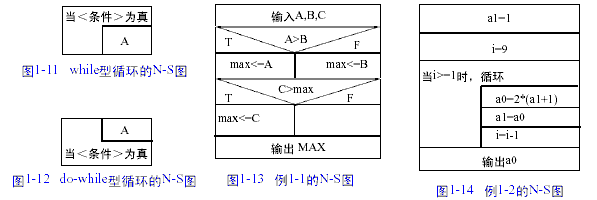 当＜条件＞为真
A
图1-11 while型循环的N-S图
A
当＜条件＞为真
图1-12 do-while型循环的N-S图
输入A,B,C
A>B
T F
max<=A max<=B
C>max
T F
max<=C
输出 MAX
图1-13 例1-1的N-S图
a1=1
i=9
当i>=1时，循环
a0=2*(a1+1)
a1=a0
i=i-1
输出a0
图1-14 例1-2的N-S图